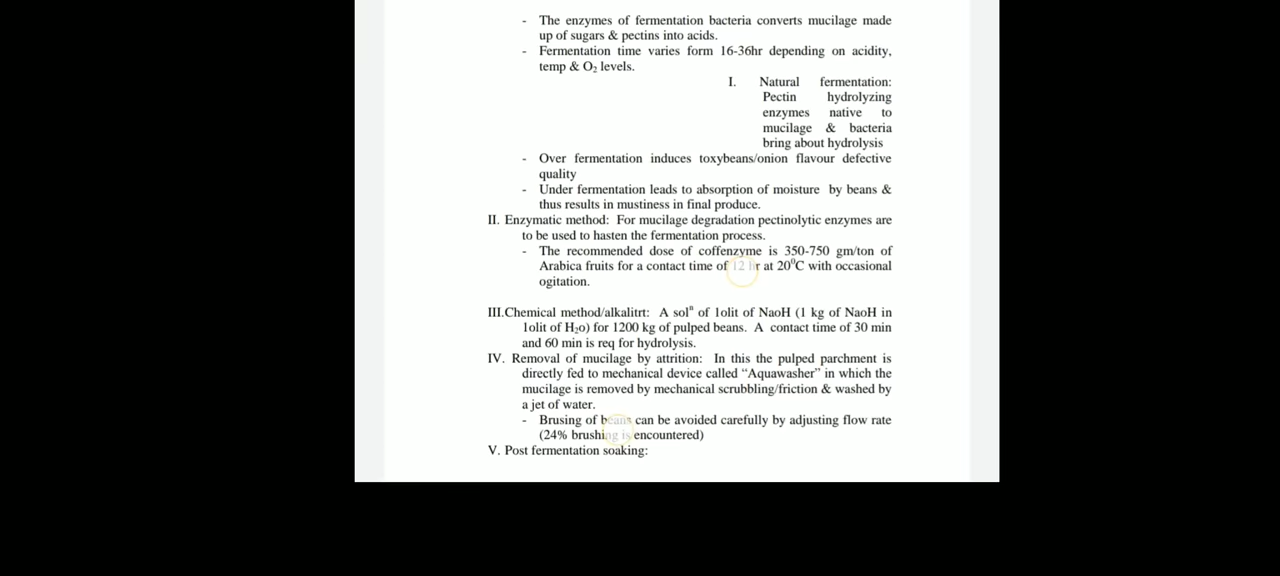 - The enzymes of fermentation bacteria converts mucilage made
up of sugars & pectins into acids.
- Fermentation time varies form 16-36hr depending on acidity,
temp & O₂ levels.
I. Natural fermentation:
Pectin hydrolyzing
enzymes native to
mucilage & bacteria
bring about hydrolysis
- Over fermentation induces toxybeans/onion flavour defective
quality
- Under fermentation leads to absorption of moisture by beans &
thus results in mustiness in final produce.
II. Enzymatic method: For mucilage degradation pectinolytic enzymes are
to be used to hasten the fermentation process.
- The recommended dose of coffenzyme is 350-750 gm/ton of
Arabica fruits for a contact time of 12 hr at 20⁰C with occasional
ogitation.
III.Chemical method/alkalitrt: A solⁿ of 1olit of NaoH (1 kg of NaoH in
1olit of H₂o) for 1200 kg of pulped beans. A contact time of 30 min
and 60 min is req for hydrolysis.
IV. Removal of mucilage by attrition: In this the pulped parchment is
directly fed to mechanical device called “Aquawasher” in which the
mucilage is removed by mechanical scrubbling/friction & washed by
a jet of water.
- Brusing of beans can be avoided carefully by adjusting flow rate
(24% brushing is encountered)
V. Post fermentation soaking: